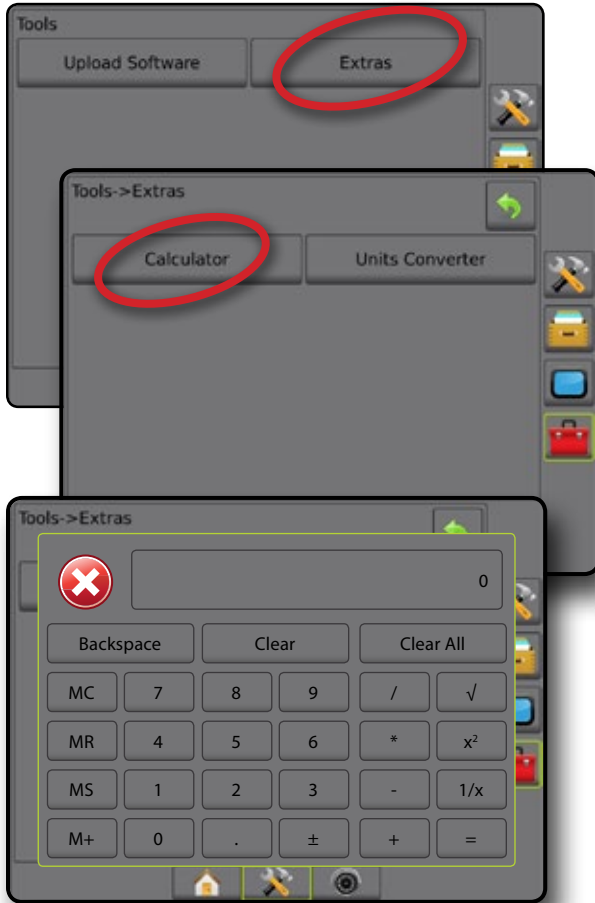 Tools
Upload Software Extras
Tools->Extras
Calculator Units Converter
Tools->Extras
0
Backspace Clear Clear All
MC 7 8 9 / √
MR 4 5 6 * x²
MS 1 2 3 - 1/x
M+ 0 . ± + =